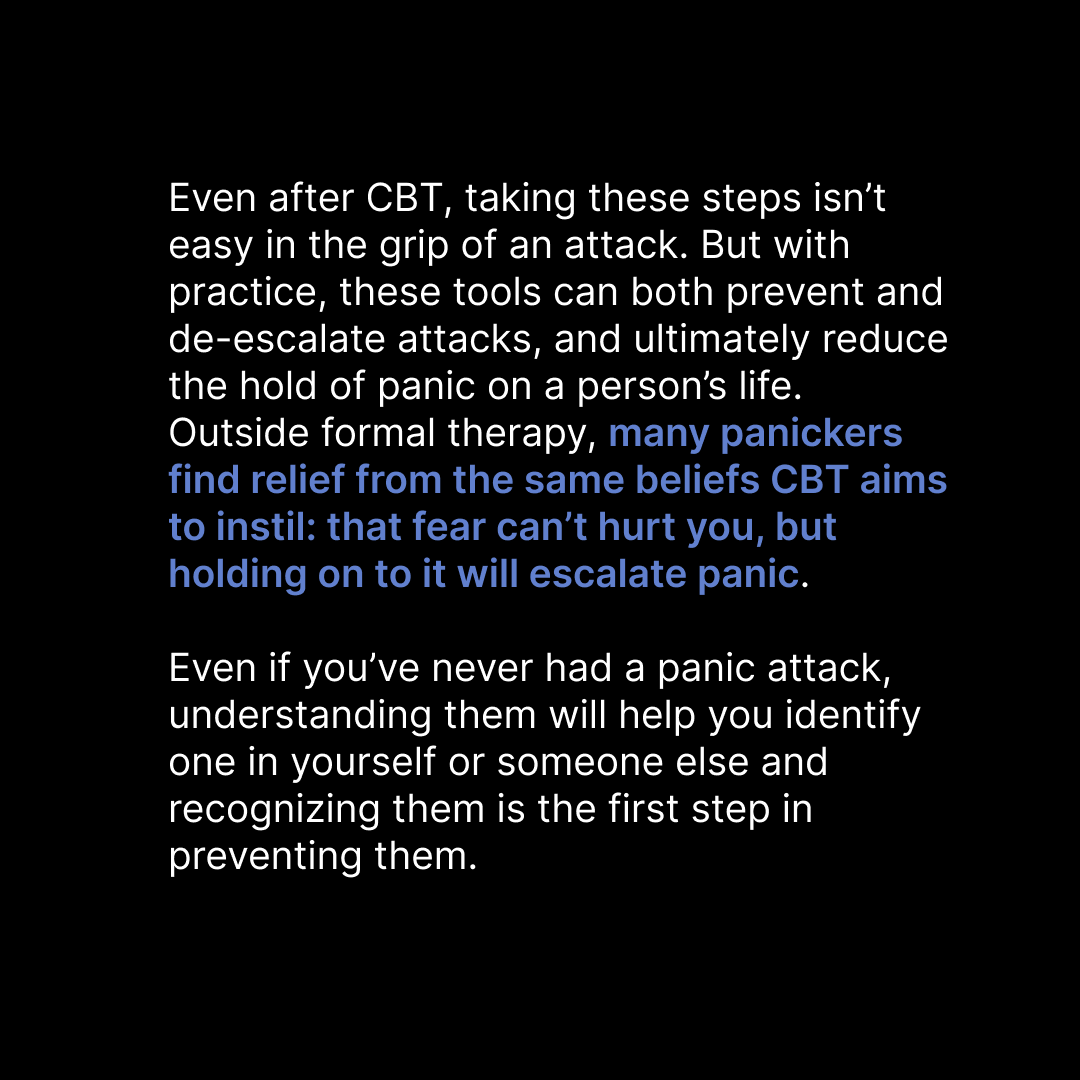 Even after CBT, taking these steps isn’t
easy in the grip of an attack. But with
practice, these tools can both prevent and
de-escalate attacks, and ultimately reduce
the hold of panic on a person’s life.
Outside formal therapy, many panickers
find relief from the same beliefs CBT aims
to instil: that fear can’t hurt you, but
holding on to it will escalate panic.
Even if you’ve never had a panic attack,
understanding them will help you identify
one in yourself or someone else and
recognizing them is the first step in
preventing them.